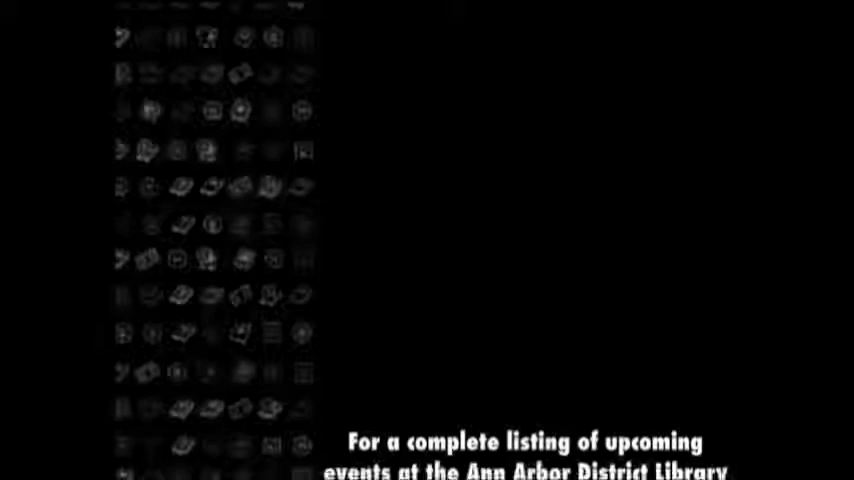 For a complete listing of upcoming
events at the Ann Arbor District Library